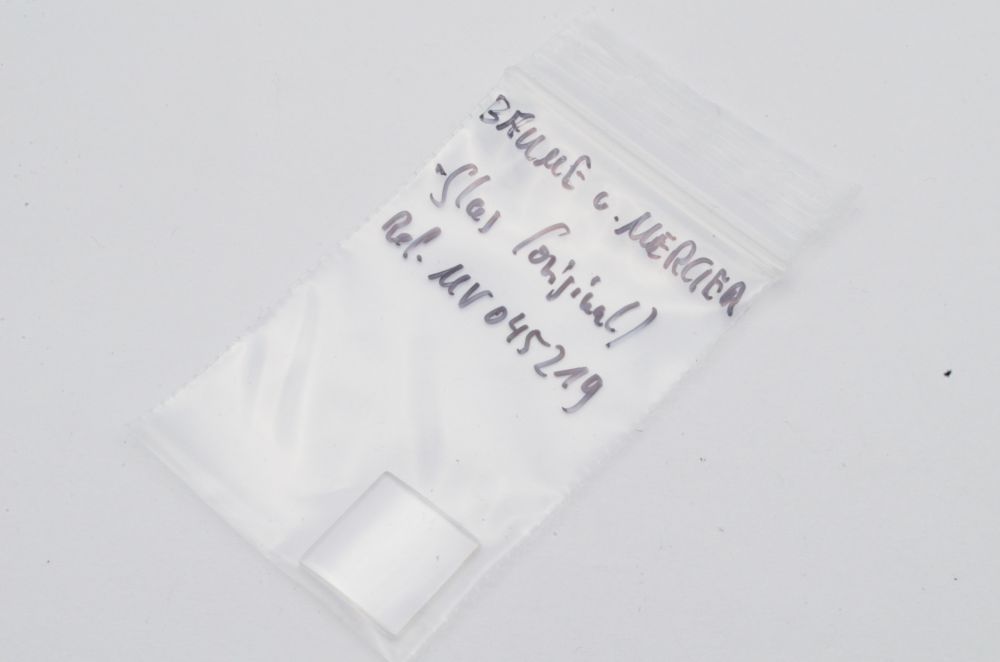 BAUME u. MERCIER
-Glas (original)
Ref. MV045219